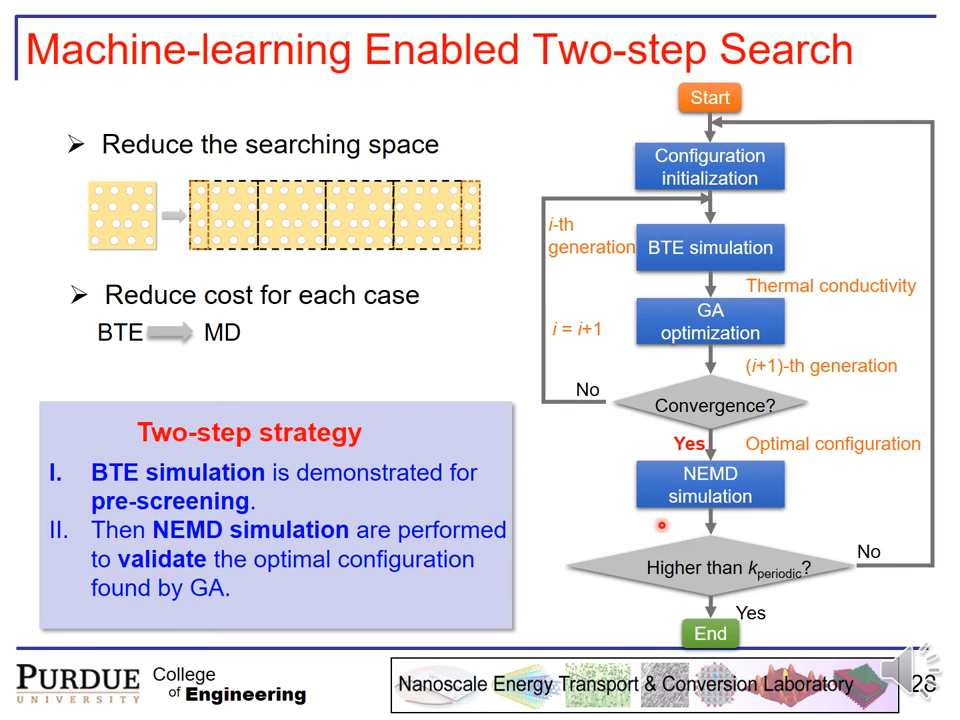 Machine-learning Enabled Two-step Search
➢ Reduce the searching space
➢ Reduce cost for each case
BTE MD
Two-step strategy
I. BTE simulation is demonstrated for
pre-screening.
II. Then NEMD simulation are performed
to validate the optimal configuration
found by GA.
Start
Configuration
initialization
i-th
generation
BTE simulation
Thermal conductivity
GA
optimization
i = i+1
(i+1)-th generation
No
Convergence?
Yes
Optimal configuration
NEMD
simulation
No
Higher than kperiodic?
Yes
End
PURDUE
UNIVERSITY
College
of Engineering
Nanoscale Energy Transport & Conversion Laboratory